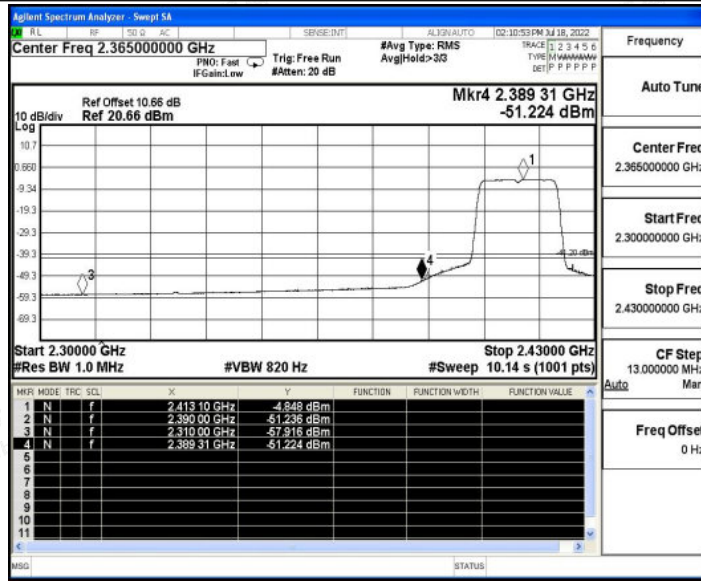 Agilent Spectrum Analyzer - Swept SA
RL RF 50 Ω AC SENSE:INT ALIGNAUTO 02:10:53 PM Jul 18, 2022
Center Freq 2.365000000 GHz
PNO: Fast
IFGain:Low
Trig: Free Run
#Atten: 20 dB
#Avg Type: RMS
Avg|Hold:>3/3
TRACE 1 2 3 4 5 6
TYPE M
DET P P P P P P
Frequency
Auto Tune
Mkr4 2.389 31 GHz
-51.224 dBm
Ref Offset 10.66 dB
10 dB/div Ref 20.66 dBm
Log
10.7
0.660
-9.34
-19.3
-29.3
-39.3
-49.3
-59.3
-69.3
1
3
4
-41.20 dBm
Center Freq
2.365000000 GHz
Start Freq
2.300000000 GHz
Stop Freq
2.430000000 GHz
Start 2.30000 GHz Stop 2.43000 GHz
#Res BW 1.0 MHz #VBW 820 Hz #Sweep 10.14 s (1001 pts)
CF Step
13.000000 MHz
Auto Man
MKR MODE TRC SCL X Y FUNCTION FUNCTION WIDTH FUNCTION VALUE
1 N f 2.413 10 GHz -4.848 dBm
2 N f 2.390 00 GHz -51.236 dBm
3 N f 2.310 00 GHz -57.916 dBm
4 N f 2.389 31 GHz -51.224 dBm
5
6
7
8
9
10
11
Freq Offset
0 Hz
MSG STATUS